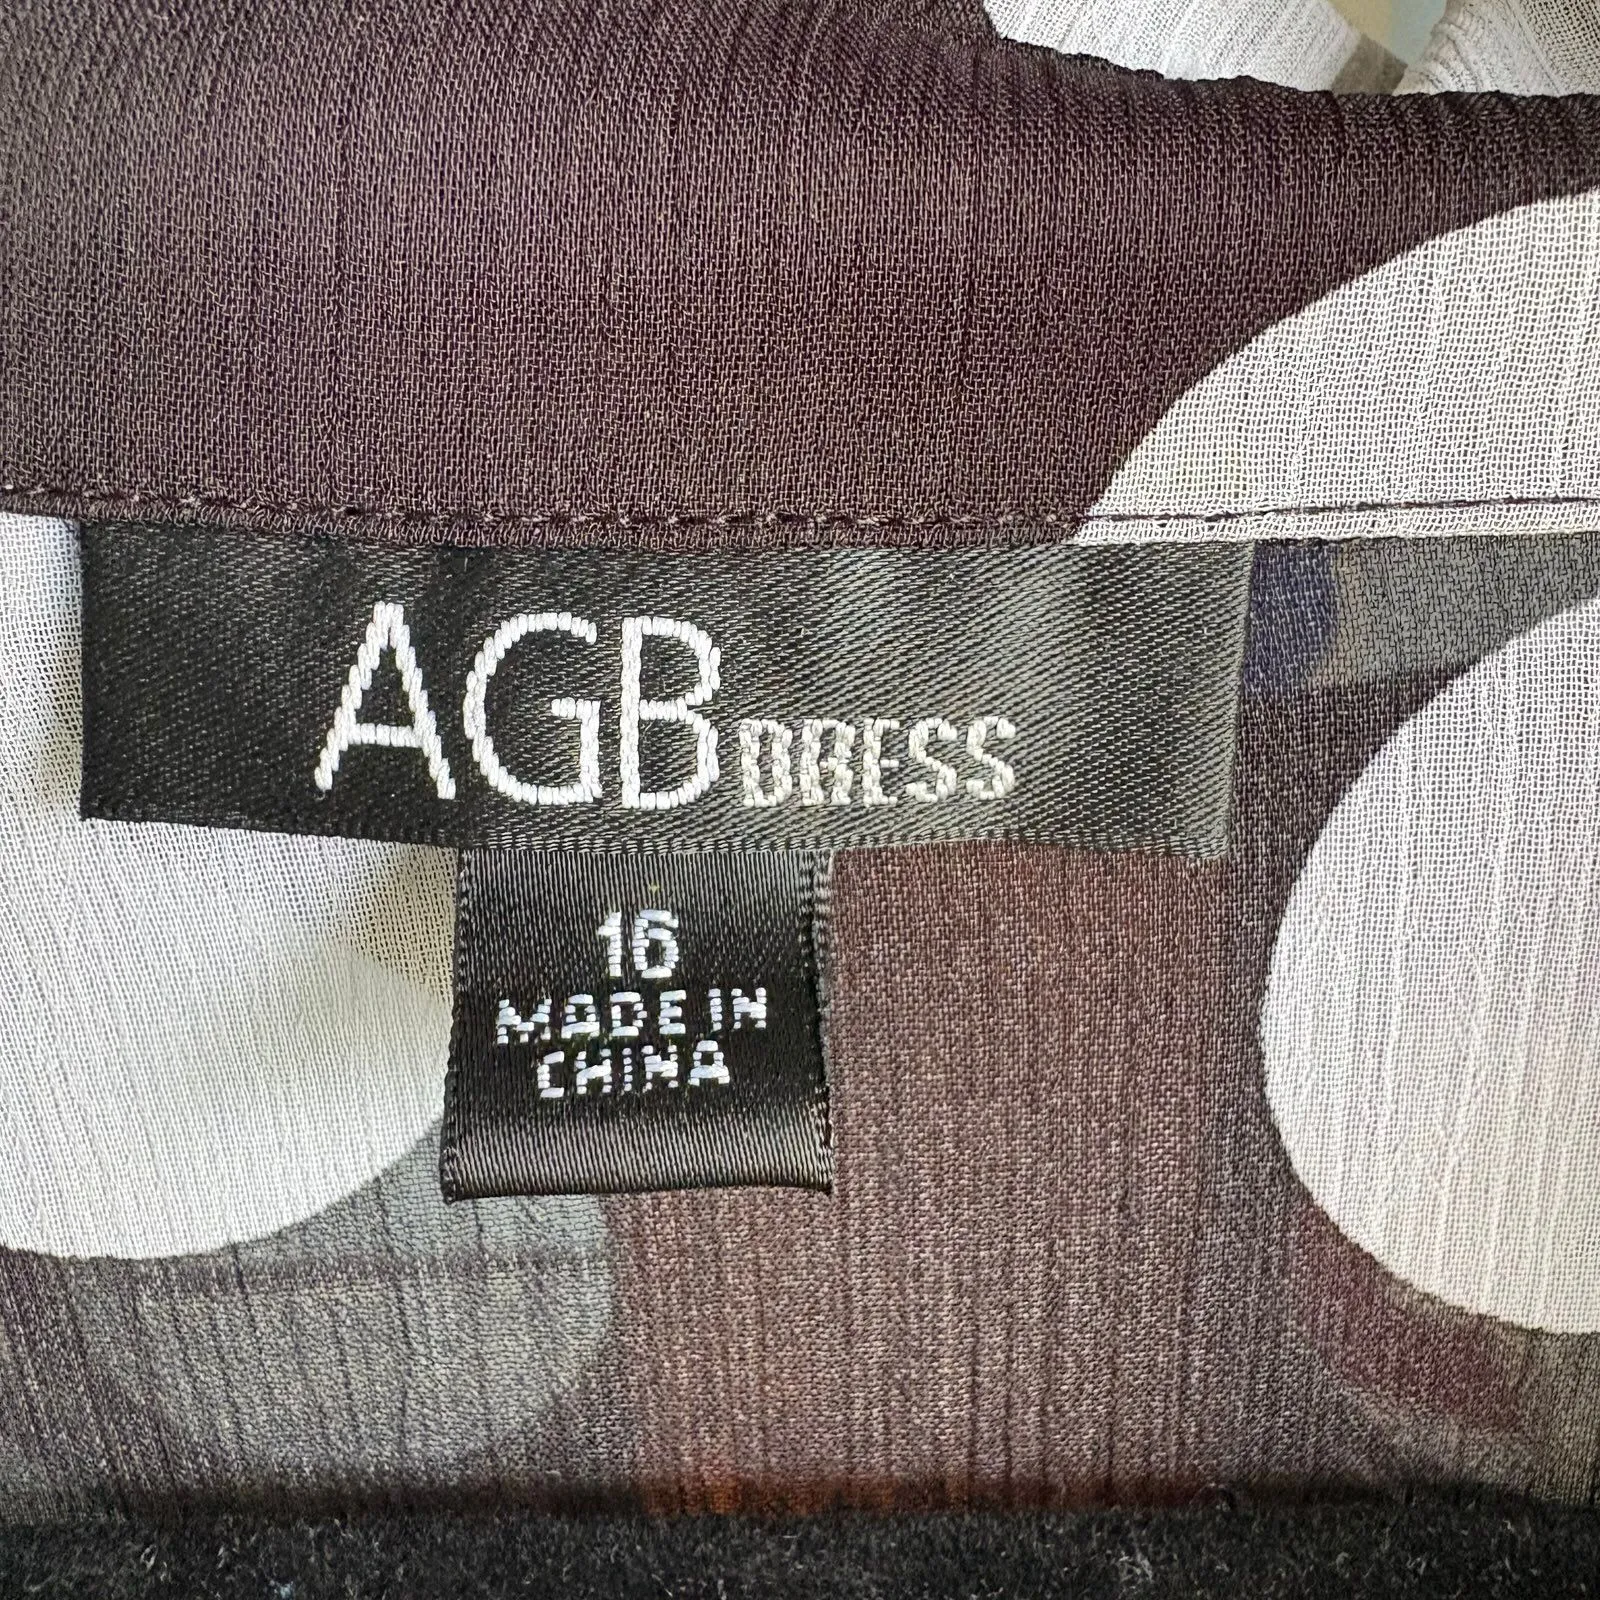 AGB DRESS
16
MADE IN
CHINA